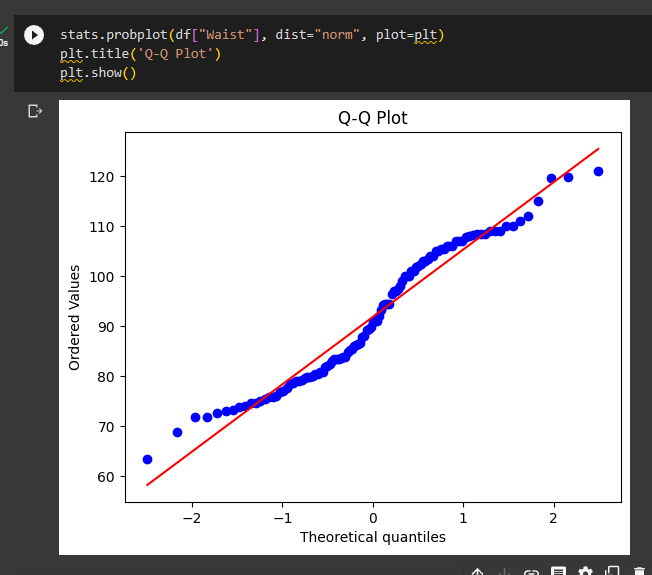 stats.probplot(df["Waist"], dist="norm", plot=plt)
0s
plt.title('Q-Q Plot')
plt.show()
Q-Q Plot
120
110
100
90
80
70
60
Ordered Values
−2
−1
0
1
2
Theoretical quantiles